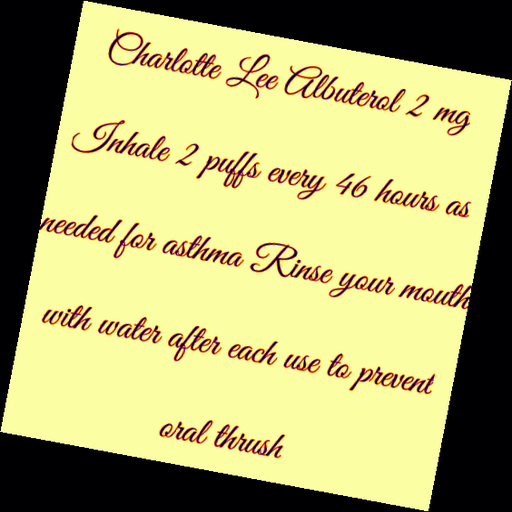 Charlotte Lee Albuterol 2 mg
Inhale 2 puffs every 46 hours as
needed for asthma Rinse your mouth
with water after each use to prevent
oral thrush